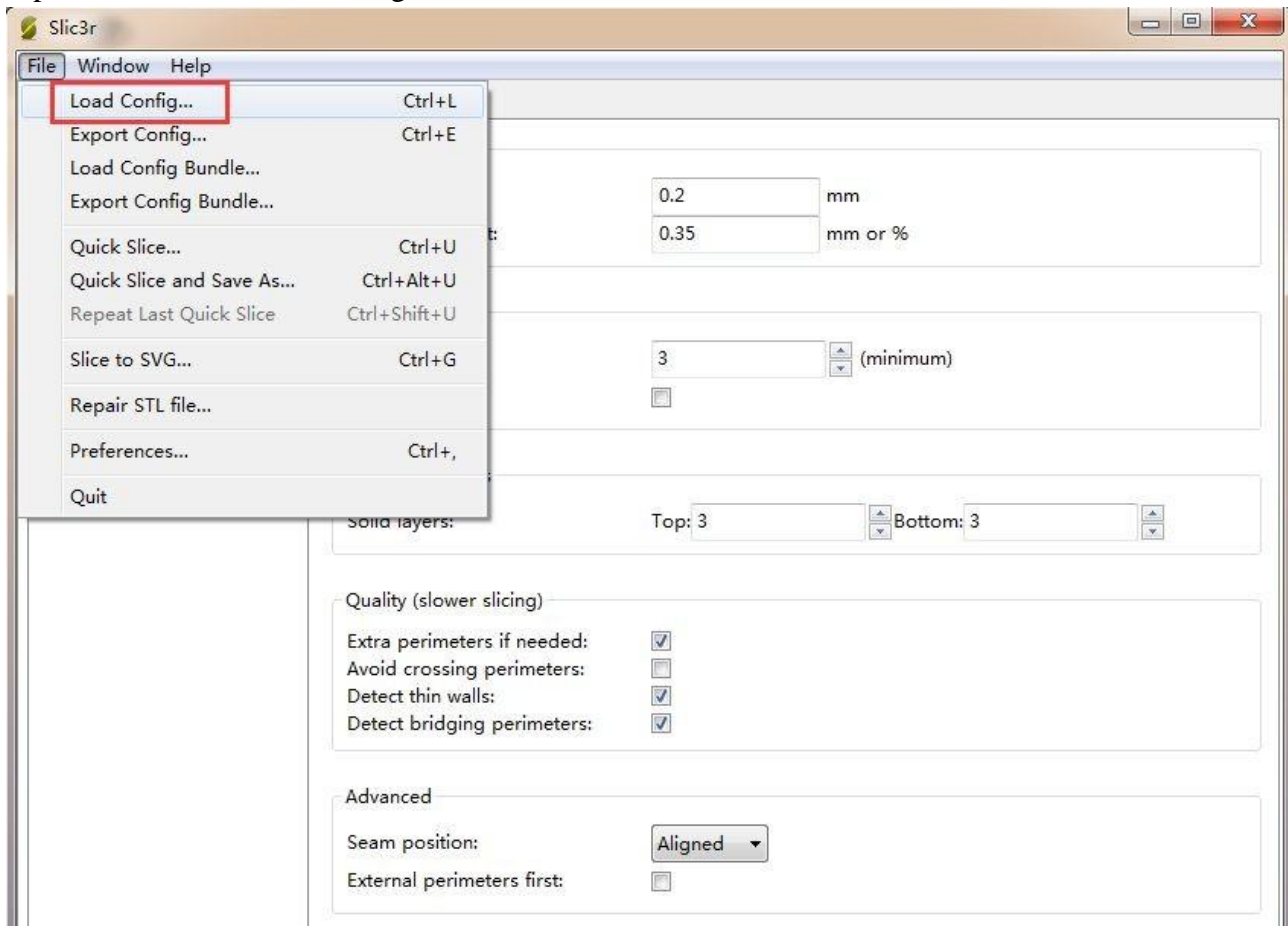 Slic3r
File Window Help
Load Config... Ctrl+L
Export Config... Ctrl+E
Load Config Bundle...
Export Config Bundle...
Quick Slice... Ctrl+U
Quick Slice and Save As... Ctrl+Alt+U
Repeat Last Quick Slice Ctrl+Shift+U
Slice to SVG... Ctrl+G
Repair STL file...
Preferences... Ctrl+,
Quit
0.2 mm
t: 0.35 mm or %
3 (minimum)
Solid layers: Top: 3 Bottom: 3
Quality (slower slicing)
Extra perimeters if needed:
Avoid crossing perimeters:
Detect thin walls:
Detect bridging perimeters:
Advanced
Seam position: Aligned
External perimeters first: